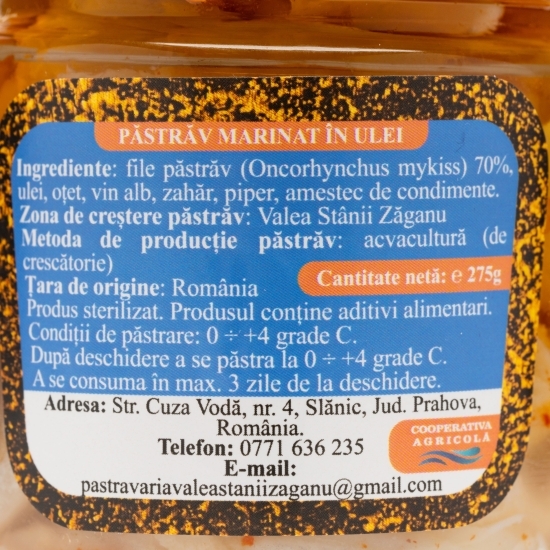 PĂSTRĂV MARINAT ÎN ULEI
Ingrediente: file păstrăv (Oncorhynchus mykiss) 70%,
ulei, oțet, vin alb, zahăr, piper, amestec de condimente.
Zona de creștere păstrăv: Valea Stânii Zăganu
Metoda de producție păstrăv: acvacultură (de
crescătorie)
Cantitate netă: ℮ 275g
Țara de origine: România
Produs sterilizat. Produsul conține aditivi alimentari.
Condiții de păstrare: 0 ÷ +4 grade C.
După deschidere a se păstra la 0 ÷ +4 grade C.
A se consuma în max. 3 zile de la deschidere.
Adresa: Str. Cuza Vodă, nr. 4, Slănic, Jud. Prahova,
România.
COOPERATIVA
AGRICOLĂ
Telefon: 0771 636 235
E-mail:
pastravariavaleastaniizaganu@gmail.com